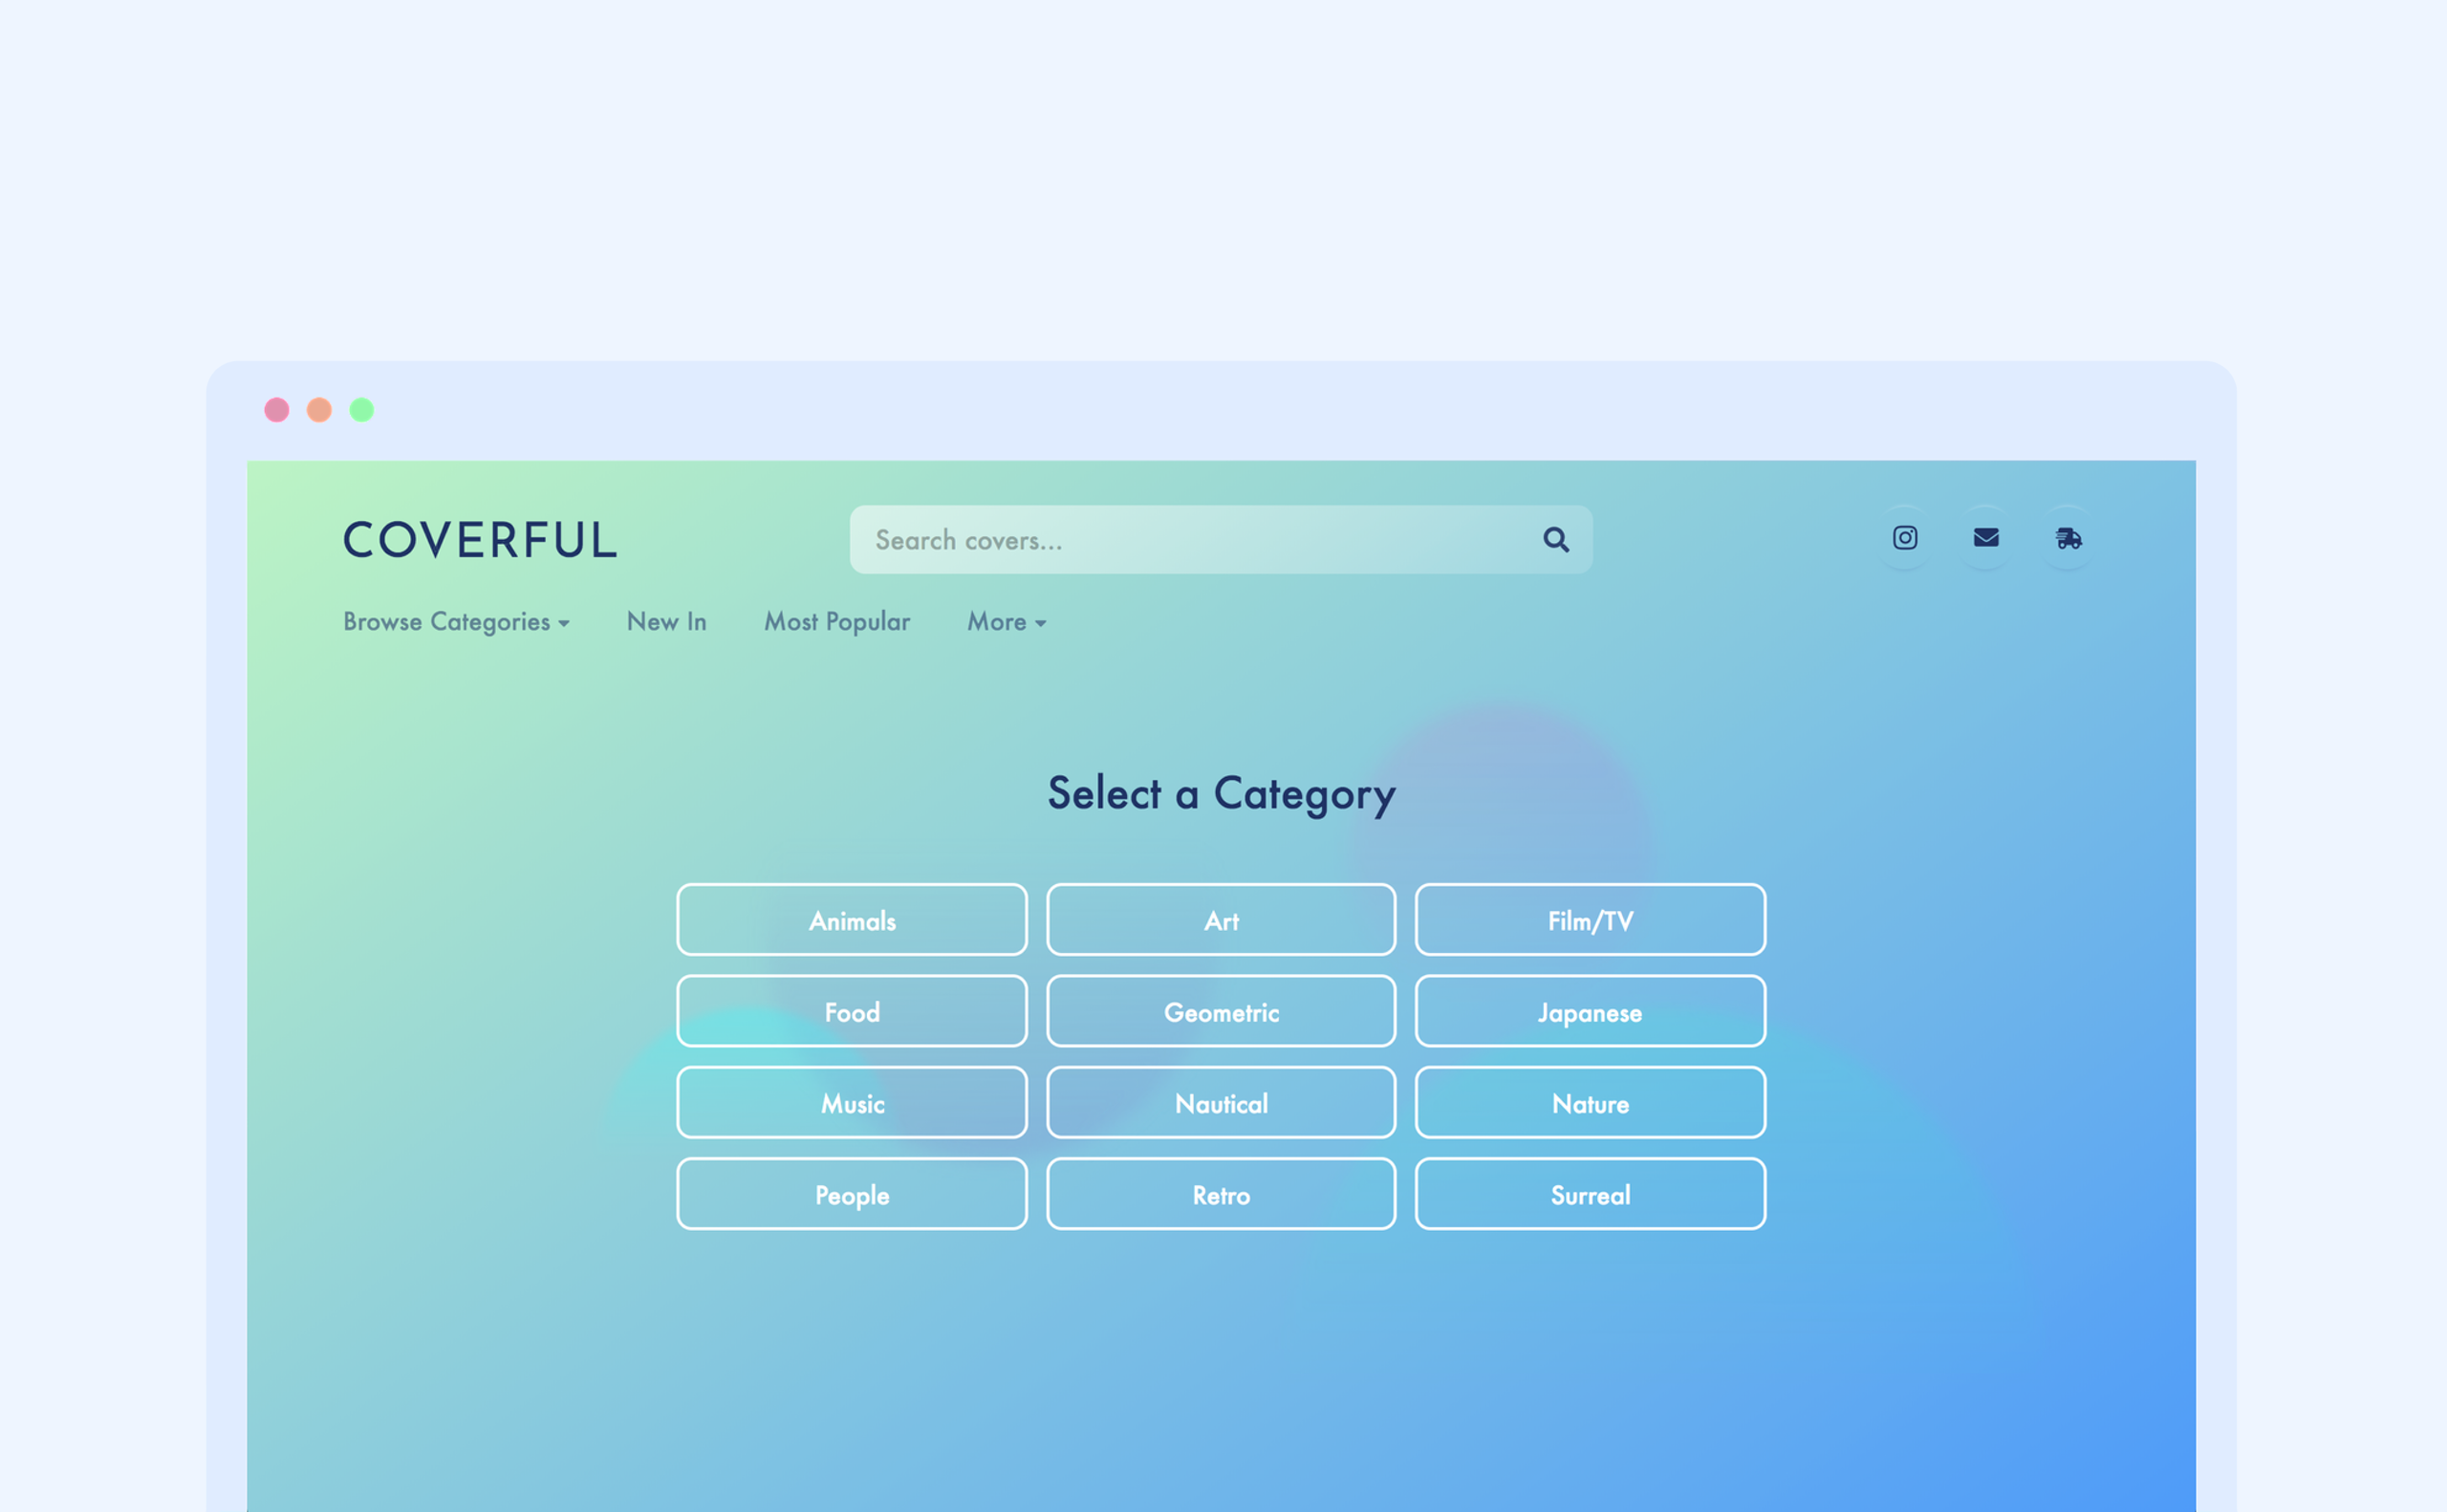 COVERFUL
Search covers...
Browse Categories New In Most Popular More
Select a Category
Animals Art Film/TV
Food Geometric Japanese
Music Nautical Nature
People Retro Surreal